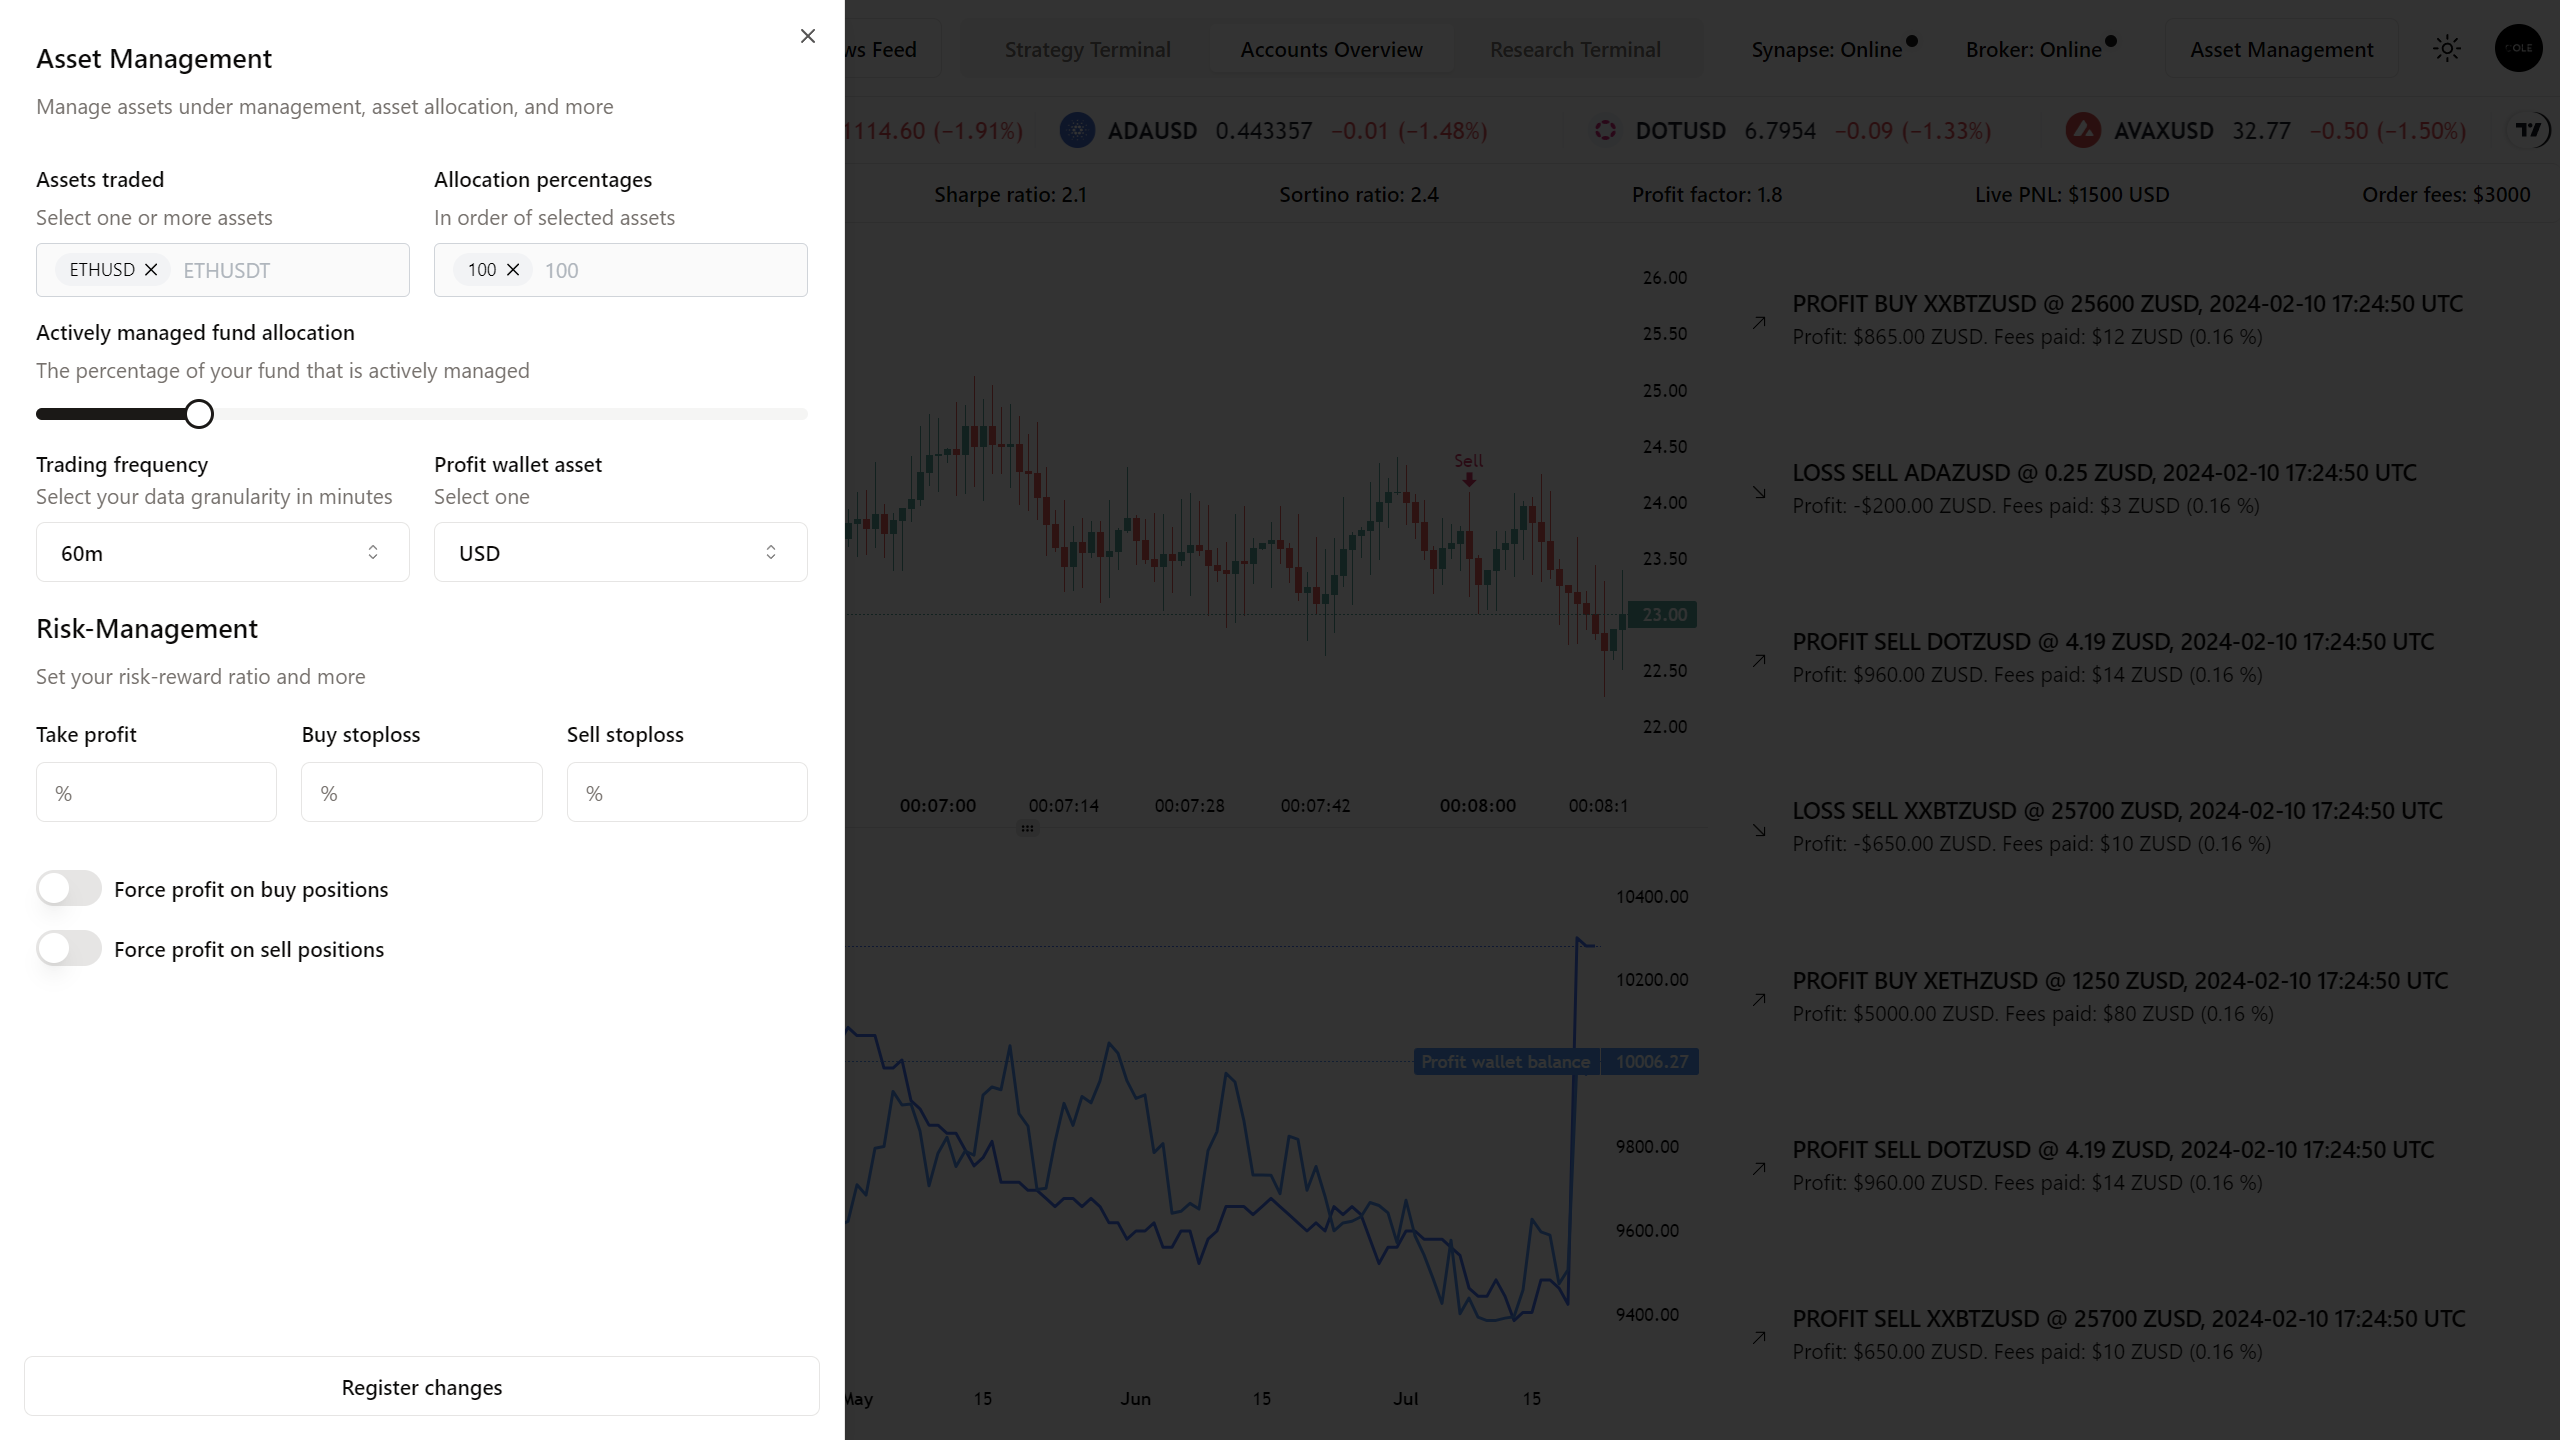 Asset Management
Manage assets under management, asset allocation, and more
Assets traded
Select one or more assets
ETHUSD
ETHUSDT
Allocation percentages
In order of selected assets
100
100
Actively managed fund allocation
The percentage of your fund that is actively managed
Trading frequency
Select your data granularity in minutes
60m
Profit wallet asset
Select one
USD
Risk-Management
Set your risk-reward ratio and more
Take profit
%
Buy stoploss
%
Sell stoploss
%
Force profit on buy positions
Force profit on sell positions
Register changes
ws Feed
Strategy Terminal
Accounts Overview
Research Terminal
Synapse: Online
Broker: Online
Asset Management
1114.60 (−1.91%)
ADAUSD 0.443357 −0.01 (−1.48%)
DOTUSD 6.7954 −0.09 (−1.33%)
AVAXUSD 32.77 −0.50 (−1.50%)
Sharpe ratio: 2.1
Sortino ratio: 2.4
Profit factor: 1.8
Live PNL: $1500 USD
Order fees: $3000
Sell
26.00
25.50
25.00
24.50
24.00
23.50
23.00
22.50
22.00
00:07:00
00:07:14
00:07:28
00:07:42
00:08:00
00:08:1
10400.00
10200.00
Profit wallet balance 10006.27
9800.00
9600.00
9400.00
May
15
Jun
15
Jul
15
PROFIT BUY XXBTZUSD @ 25600 ZUSD, 2024-02-10 17:24:50 UTC
Profit: $865.00 ZUSD. Fees paid: $12 ZUSD (0.16 %)
LOSS SELL ADAZUSD @ 0.25 ZUSD, 2024-02-10 17:24:50 UTC
Profit: -$200.00 ZUSD. Fees paid: $3 ZUSD (0.16 %)
PROFIT SELL DOTZUSD @ 4.19 ZUSD, 2024-02-10 17:24:50 UTC
Profit: $960.00 ZUSD. Fees paid: $14 ZUSD (0.16 %)
LOSS SELL XXBTZUSD @ 25700 ZUSD, 2024-02-10 17:24:50 UTC
Profit: -$650.00 ZUSD. Fees paid: $10 ZUSD (0.16 %)
PROFIT BUY XETHZUSD @ 1250 ZUSD, 2024-02-10 17:24:50 UTC
Profit: $5000.00 ZUSD. Fees paid: $80 ZUSD (0.16 %)
PROFIT SELL DOTZUSD @ 4.19 ZUSD, 2024-02-10 17:24:50 UTC
Profit: $960.00 ZUSD. Fees paid: $14 ZUSD (0.16 %)
PROFIT SELL XXBTZUSD @ 25700 ZUSD, 2024-02-10 17:24:50 UTC
Profit: $650.00 ZUSD. Fees paid: $10 ZUSD (0.16 %)